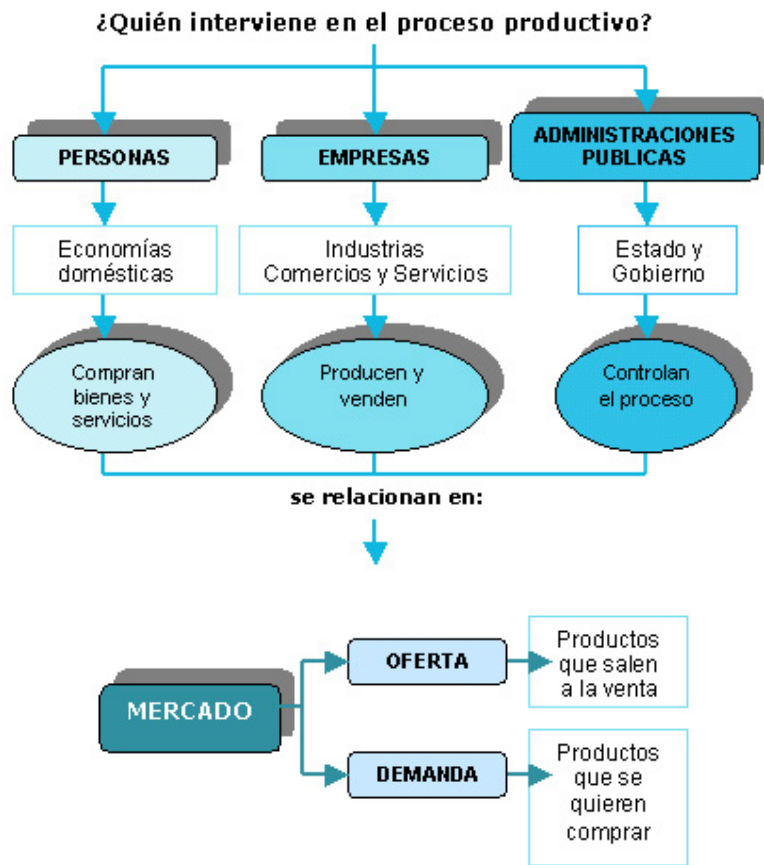 ¿Quién interviene en el proceso productivo?
PERSONAS
EMPRESAS
ADMINISTRACIONES
PUBLICAS
Economías
domésticas
Industrias
Comercios y Servicios
Estado y
Gobierno
Compran
bienes y
servicios
Producen y
venden
Controlan
el proceso
se relacionan en:
MERCADO
OFERTA
Productos
que salen
a la venta
DEMANDA
Productos
que se
quieren
comprar